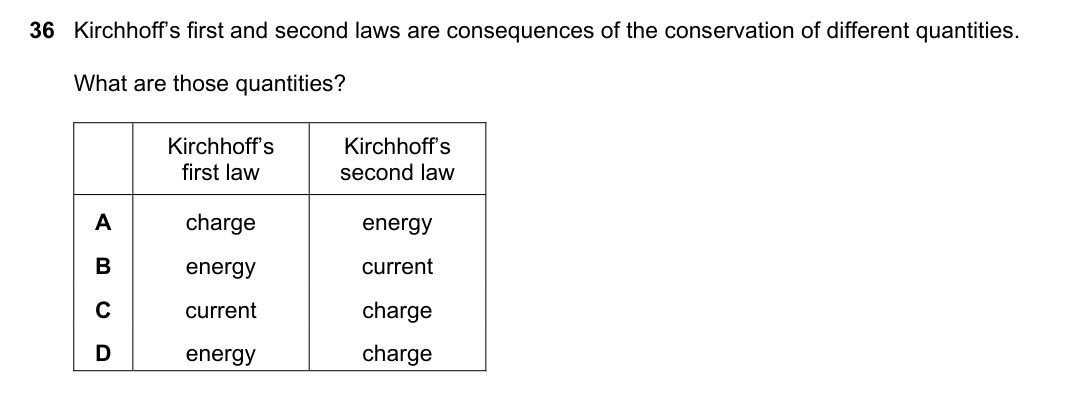 36 Kirchhoff's first and second laws are consequences of the conservation of different quantities.
What are those quantities?
Kirchhoff's first law Kirchhoff's second law
A charge energy
B energy current
C current charge
D energy charge